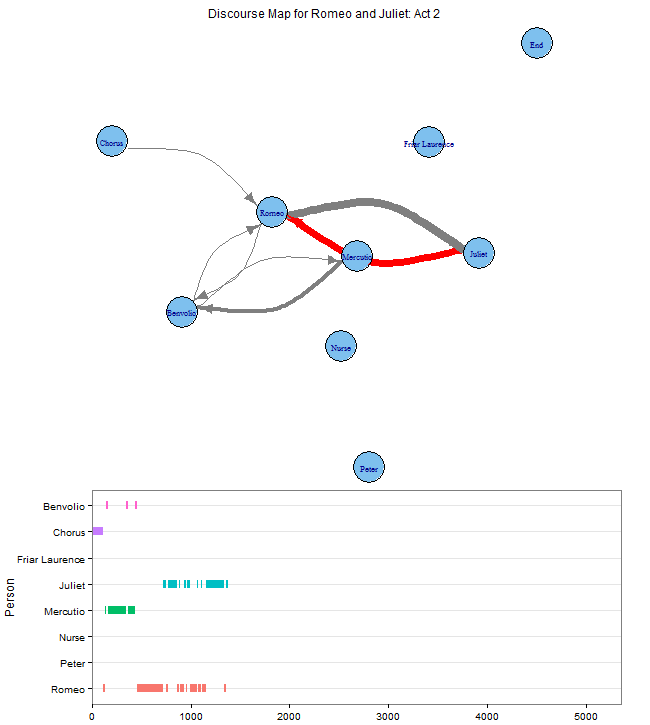 Discourse Map for Romeo and Juliet: Act 2
End
Chorus
Friar Laurence
Romeo
Mercutio
Juliet
Benvolio
Nurse
Peter
Person
Benvolio
Chorus
Friar Laurence
Juliet
Mercutio
Nurse
Peter
Romeo
0 1000 2000 3000 4000 5000